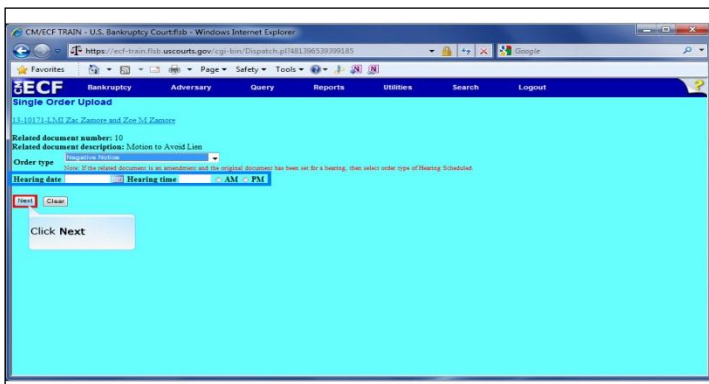 CM/ECF TRAIN - U.S. Bankruptcy Court:flsb - Windows Internet Explorer
https://ecf-train.flsb.uscourts.gov/cgi-bin/Dispatch.pl?481396539399185
Google
Favorites Page Safety Tools
ECF Bankruptcy Adversary Query Reports Utilities Search Logout ?
Single Order Upload
13-10171-LMI Zac Zamore and Zoe M Zamore
Related document number: 10
Related document description: Motion to Avoid Lien
Order type Negative Notice
Note: If the related document is an amendment and the original document has been set for a hearing, then select order type of Hearing Scheduled.
Hearing date Hearing time AM PM
Next Clear
Click Next